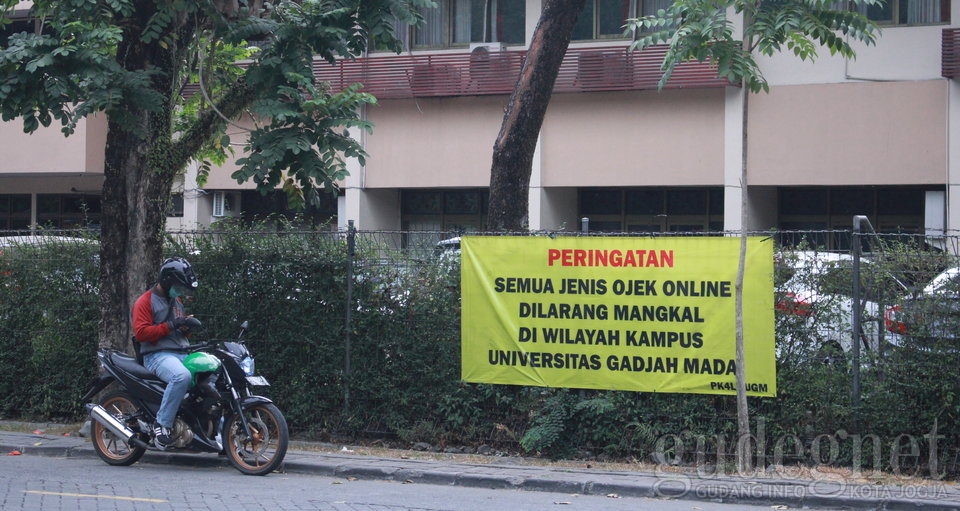 PERINGATAN
SEMUA JENIS OJEK ONLINE
DILARANG MANGKAL
DI WILAYAH KAMPUS
UNIVERSITAS GADJAH MADA
PK4L UGM
gudegnet
GUPANG INFO KOTA JOGJA